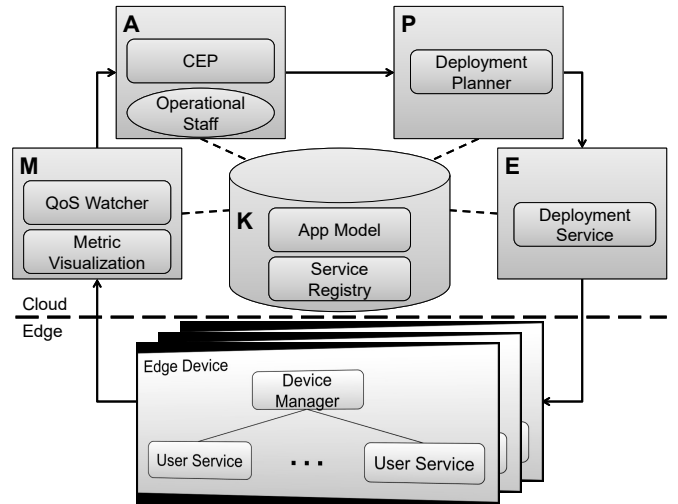 A
CEP
Operational
Staff
P
Deployment
Planner
M
QoS Watcher
Metric
Visualization
K
App Model
Service
Registry
E
Deployment
Service
Cloud
Edge
Edge Device
Device
Manager
User Service
...
User Service